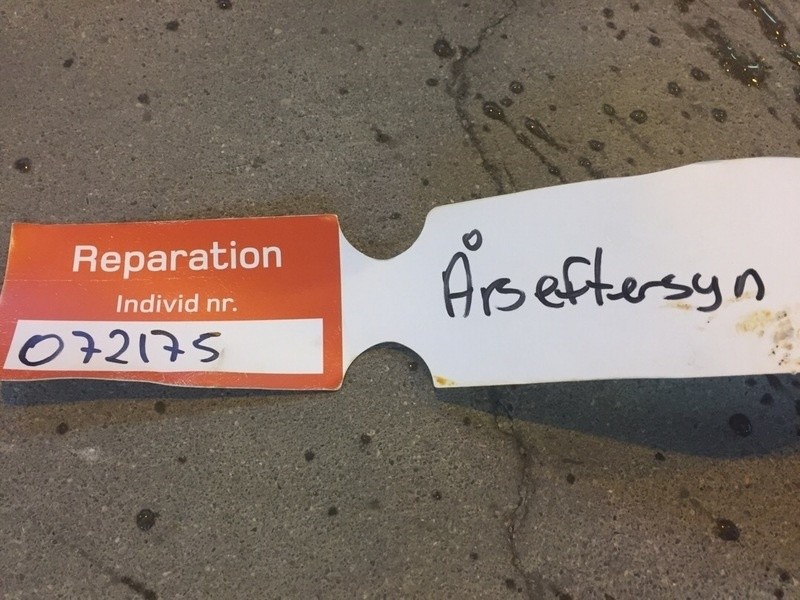 Reparation
Individ nr.
072175
Årseftersyn